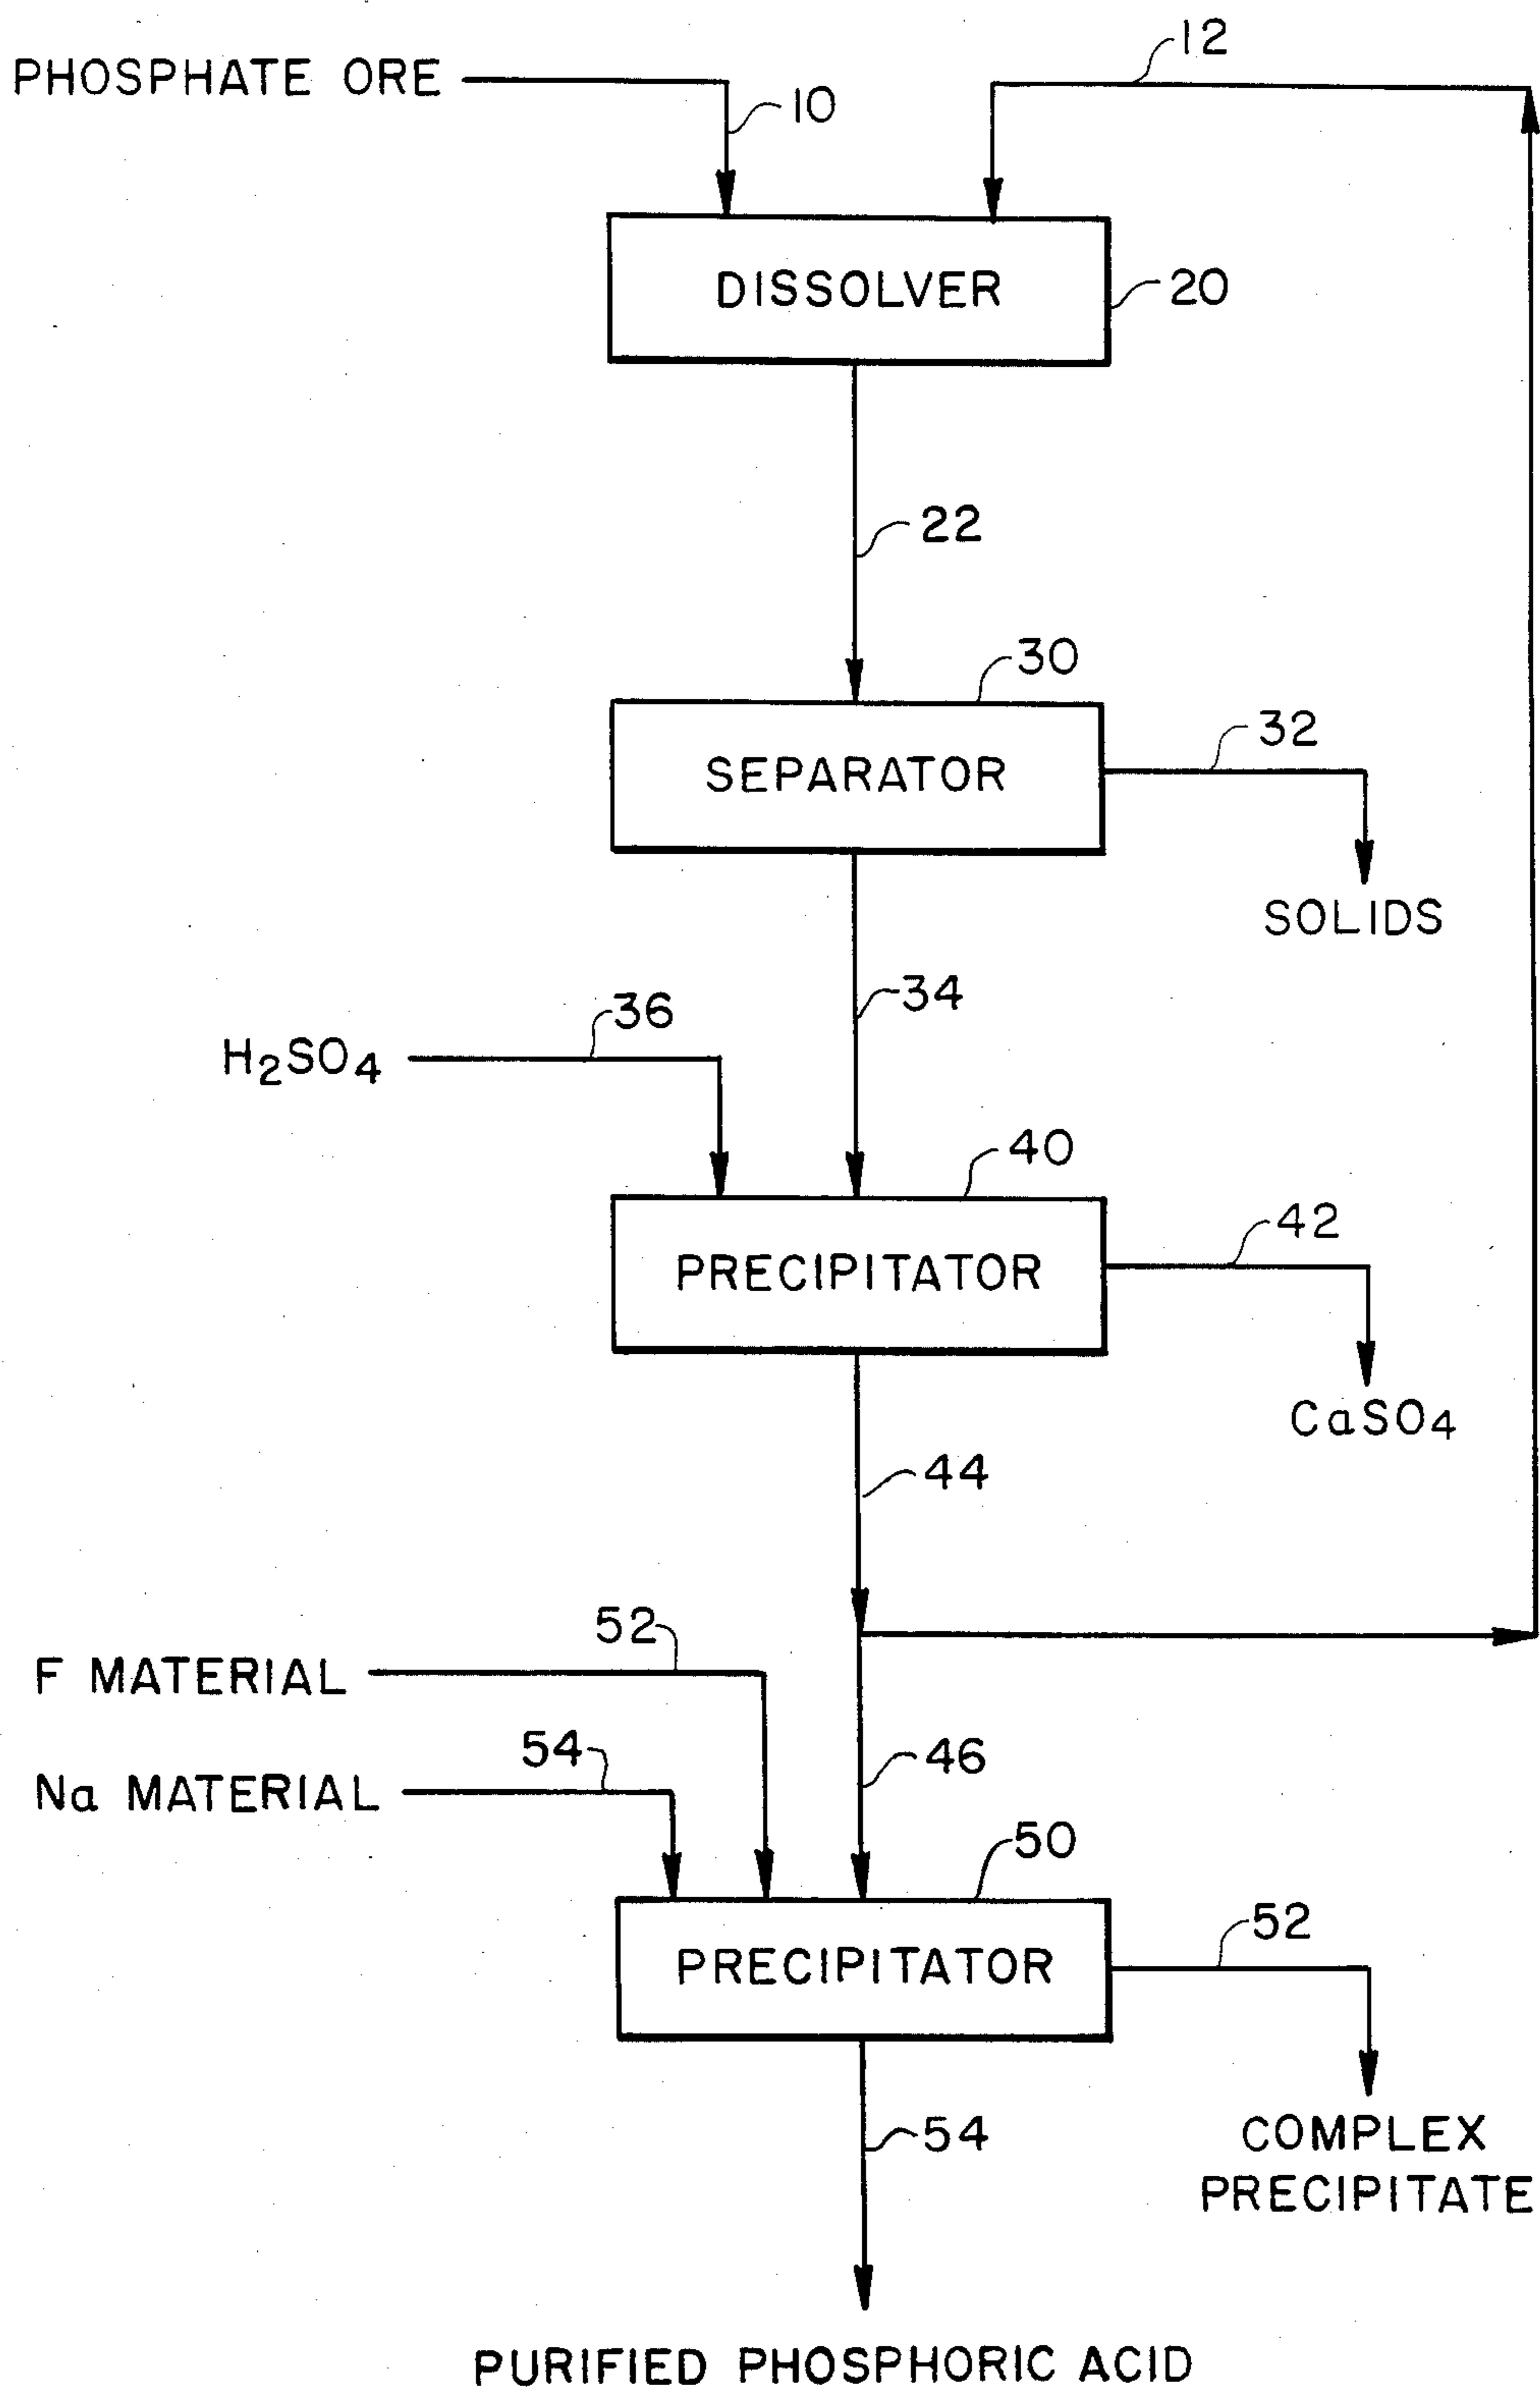 12
PHOSPHATE ORE
10
DISSOLVER
20
22
30
32
SEPARATOR
SOLIDS
34
36
H₂SO₄
40
42
PRECIPITATOR
CaSO₄
44
52
F MATERIAL
54
46
Na MATERIAL
50
52
PRECIPITATOR
54
COMPLEX
PRECIPITATE
PURIFIED PHOSPHORIC ACID